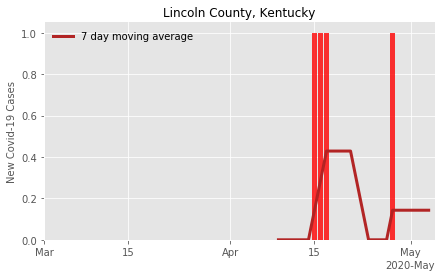 Lincoln County, Kentucky
7 day moving average
New Covid-19 Cases
1.0
0.8
0.6
0.4
0.2
0.0
Mar 15 Apr 15 May
2020-May